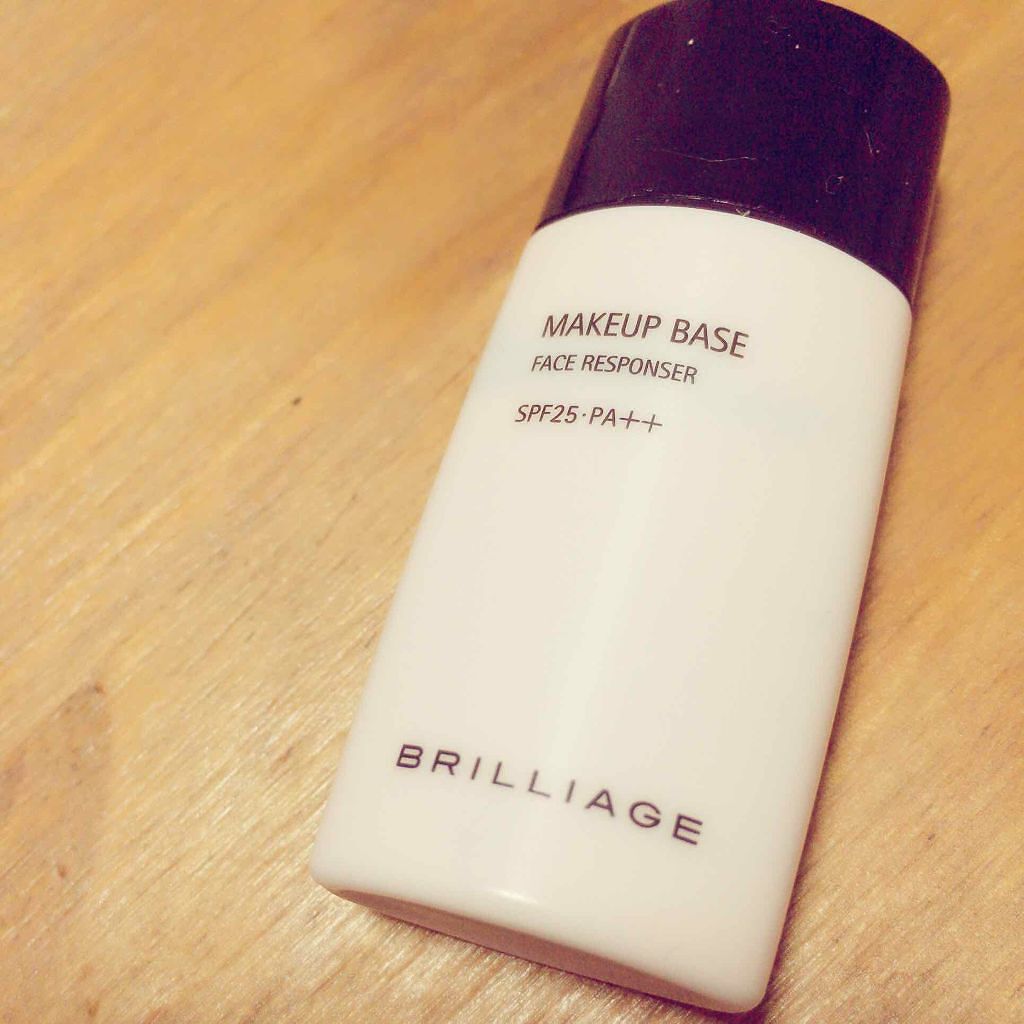 MAKEUP BASE
FACE RESPONSER
SPF25·PA++
BRILLIAGE